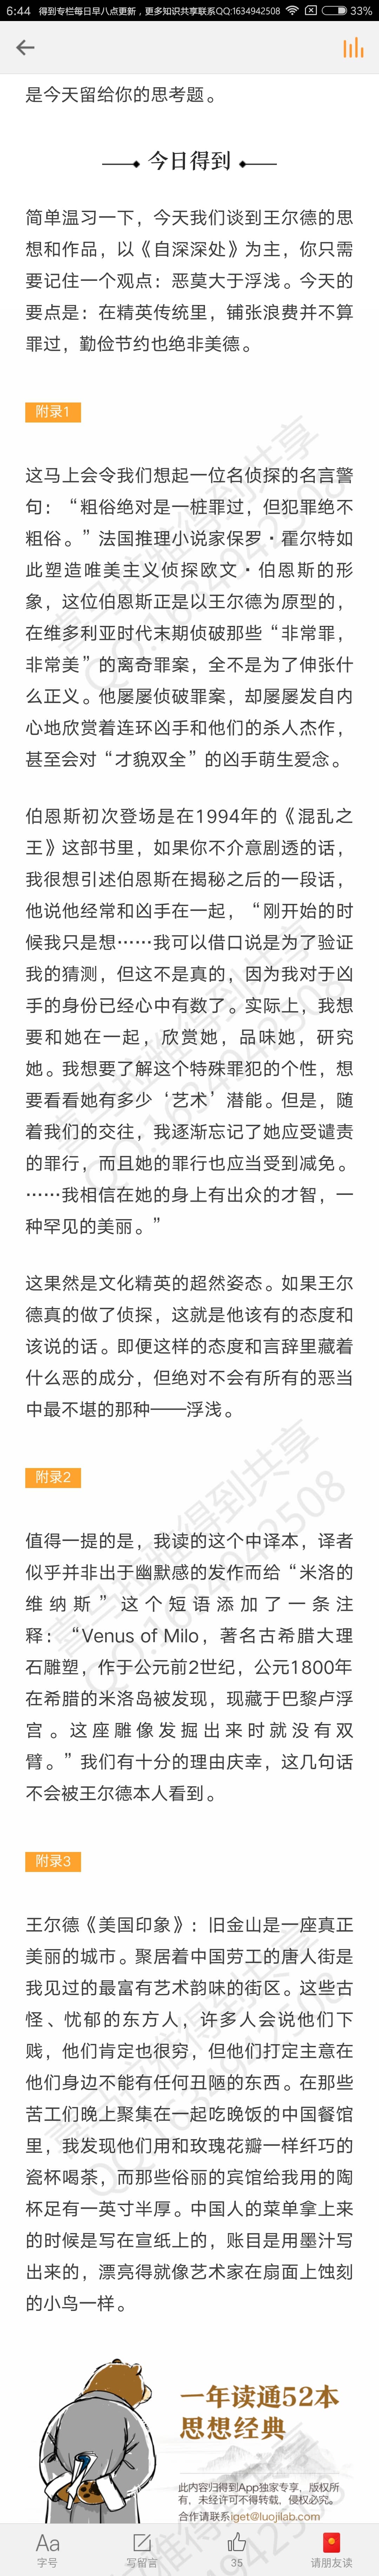 6:44 得到专栏每日早八点更新，更多知识共享联系QQ:1634942508 33%
是今天留给你的思考题。
今日得到
简单温习一下，今天我们谈到王尔德的思
想和作品，以《自深深处》为主，你只需
要记住一个观点：恶莫大于浮浅。今天的
要点是：在精英传统里，铺张浪费并不算
罪过，勤俭节约也绝非美德。
附录1
这马上会令我们想起一位名侦探的名言警
句：“粗俗绝对是一桩罪过，但犯罪绝不
粗俗。”法国推理小说家保罗·霍尔特如
此塑造唯美主义侦探欧文·伯恩斯的形
象，这位伯恩斯正是以王尔德为原型的，
在维多利亚时代末期侦破那些“非常罪，
非常美”的离奇罪案，全不是为了伸张什
么正义。他屡屡侦破罪案，却屡屡发自内
心地欣赏着连环凶手和他们的杀人杰作，
甚至会对“才貌双全”的凶手萌生爱念。
伯恩斯初次登场是在1994年的《混乱之
王》这部书里，如果你不介意剧透的话，
我很想引述伯恩斯在揭秘之后的一段话，
他说他经常和凶手在一起，“刚开始的时
候我只是想……我可以借口说是为了验证
我的猜测，但这不是真的，因为我对于凶
手的身份已经心中有数了。实际上，我想
要和她在一起，欣赏她，品味她，研究
她。我想要了解这个特殊罪犯的个性，想
要看看她有多少‘艺术’潜能。但是，随
着我们的交往，我逐渐忘记了她应受谴责
的罪行，而且她的罪行也应当受到减免。
……我相信在她的身上有出众的才智，一
种罕见的美丽。”
这果然是文化精英的超然姿态。如果王尔
德真的做了侦探，这就是他该有的态度和
该说的话。即便这样的态度和言辞里藏着
什么恶的成分，但绝对不会有所有的恶当
中最不堪的那种——浮浅。
附录2
值得一提的是，我读的这个中译本，译者
似乎并非出于幽默感的发作而给“米洛的
维纳斯”这个短语添加了一条注
释：“Venus of Milo，著名古希腊大理
石雕塑，作于公元前2世纪，公元1800年
在希腊的米洛岛被发现，现藏于巴黎卢浮
宫。这座雕像发掘出来时就没有双
臂。”我们有十分的理由庆幸，这几句话
不会被王尔德本人看到。
附录3
王尔德《美国印象》：旧金山是一座真正
美丽的城市。聚居着中国劳工的唐人街是
我见过的最富有艺术韵味的街区。这些古
怪、忧郁的东方人，许多人会说他们下
贱，他们肯定也很穷，但他们打定主意在
他们身边不能有任何丑陋的东西。在那些
苦工们晚上聚集在一起吃晚饭的中国餐馆
里，我发现他们用和玫瑰花瓣一样纤巧的
瓷杯喝茶，而那些俗丽的宾馆给我用的陶
杯足有一英寸半厚。中国人的菜单拿上来
的时候是写在宣纸上的，账目是用墨汁写
出来的，漂亮得就像艺术家在扇面上蚀刻
的小鸟一样。
一年读通52本
思想经典
此内容归得到App独家专享，版权所
有，未经许可不得转载，侵权必究。
合作请联系iget@luojilab.com
Aa 35
字号 写留言 请朋友读